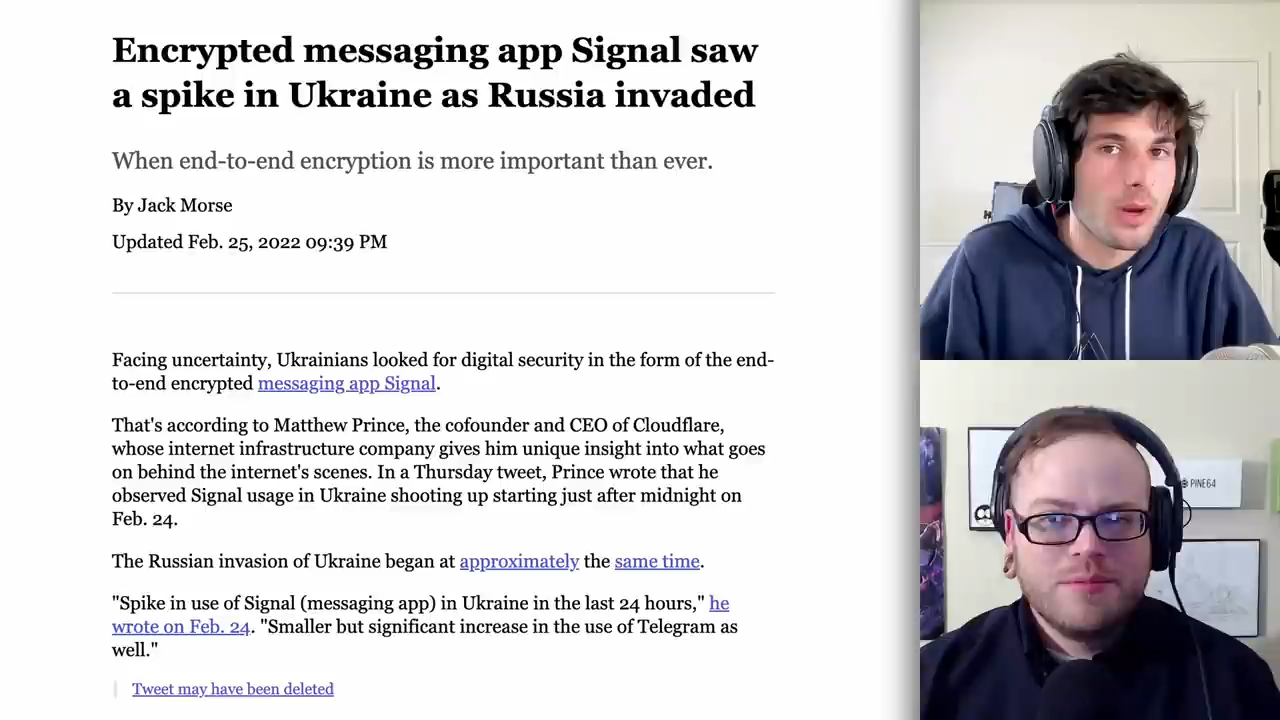 Encrypted messaging app Signal saw
a spike in Ukraine as Russia invaded
When end-to-end encryption is more important than ever.
By Jack Morse
Updated Feb. 25, 2022 09:39 PM
Facing uncertainty, Ukrainians looked for digital security in the form of the end-
to-end encrypted messaging app Signal.
That's according to Matthew Prince, the cofounder and CEO of Cloudflare,
whose internet infrastructure company gives him unique insight into what goes
on behind the internet's scenes. In a Thursday tweet, Prince wrote that he
observed Signal usage in Ukraine shooting up starting just after midnight on
Feb. 24.
The Russian invasion of Ukraine began at approximately the same time.
"Spike in use of Signal (messaging app) in Ukraine in the last 24 hours," he
wrote on Feb. 24. "Smaller but significant increase in the use of Telegram as
well."
Tweet may have been deleted
PINE64